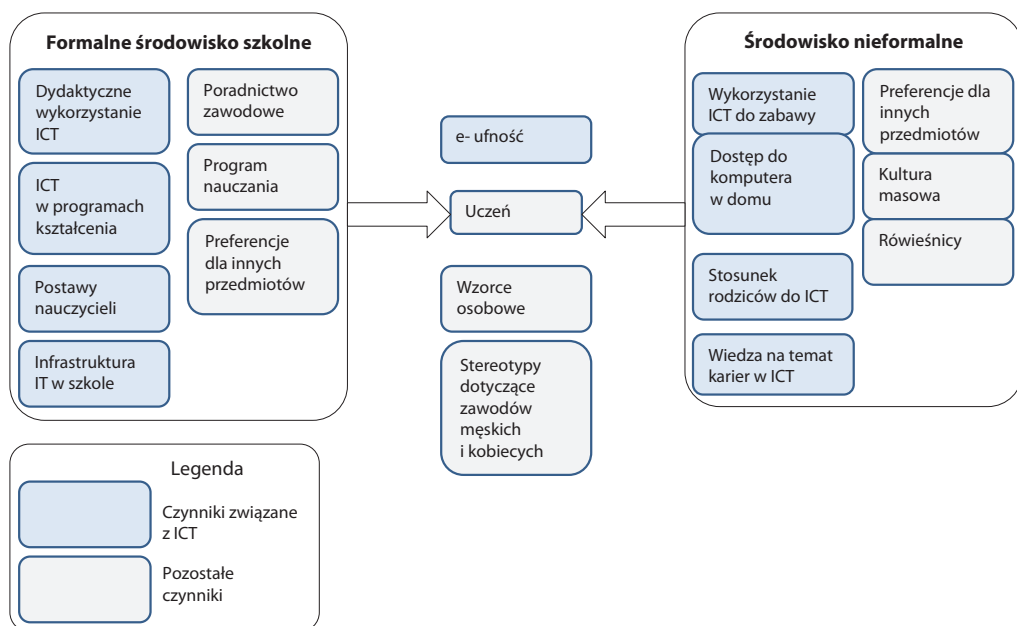 Formalne środowisko szkolne
Dydaktyczne
wykorzystanie
ICT
ICT
w programach
kształcenia
Postawy
nauczycieli
Infrastruktura
IT w szkole
Poradnictwo
zawodowe
Program
nauczania
Preferencje
dla innych
przedmiotów
e- ufność
Uczeń
Wzorce
osobowe
Stereotypy
dotyczące
zawodów
męskich
i kobiecych
Środowisko nieformalne
Wykorzystanie
ICT do zabawy
Dostęp do
komputera
w domu
Stosunek
rodziców do ICT
Wiedza na temat
karier w ICT
Preferencje dla
innych
przedmiotów
Kultura
masowa
Rówieśnicy
Legenda
Czynniki związane
z ICT
Pozostałe
czynniki